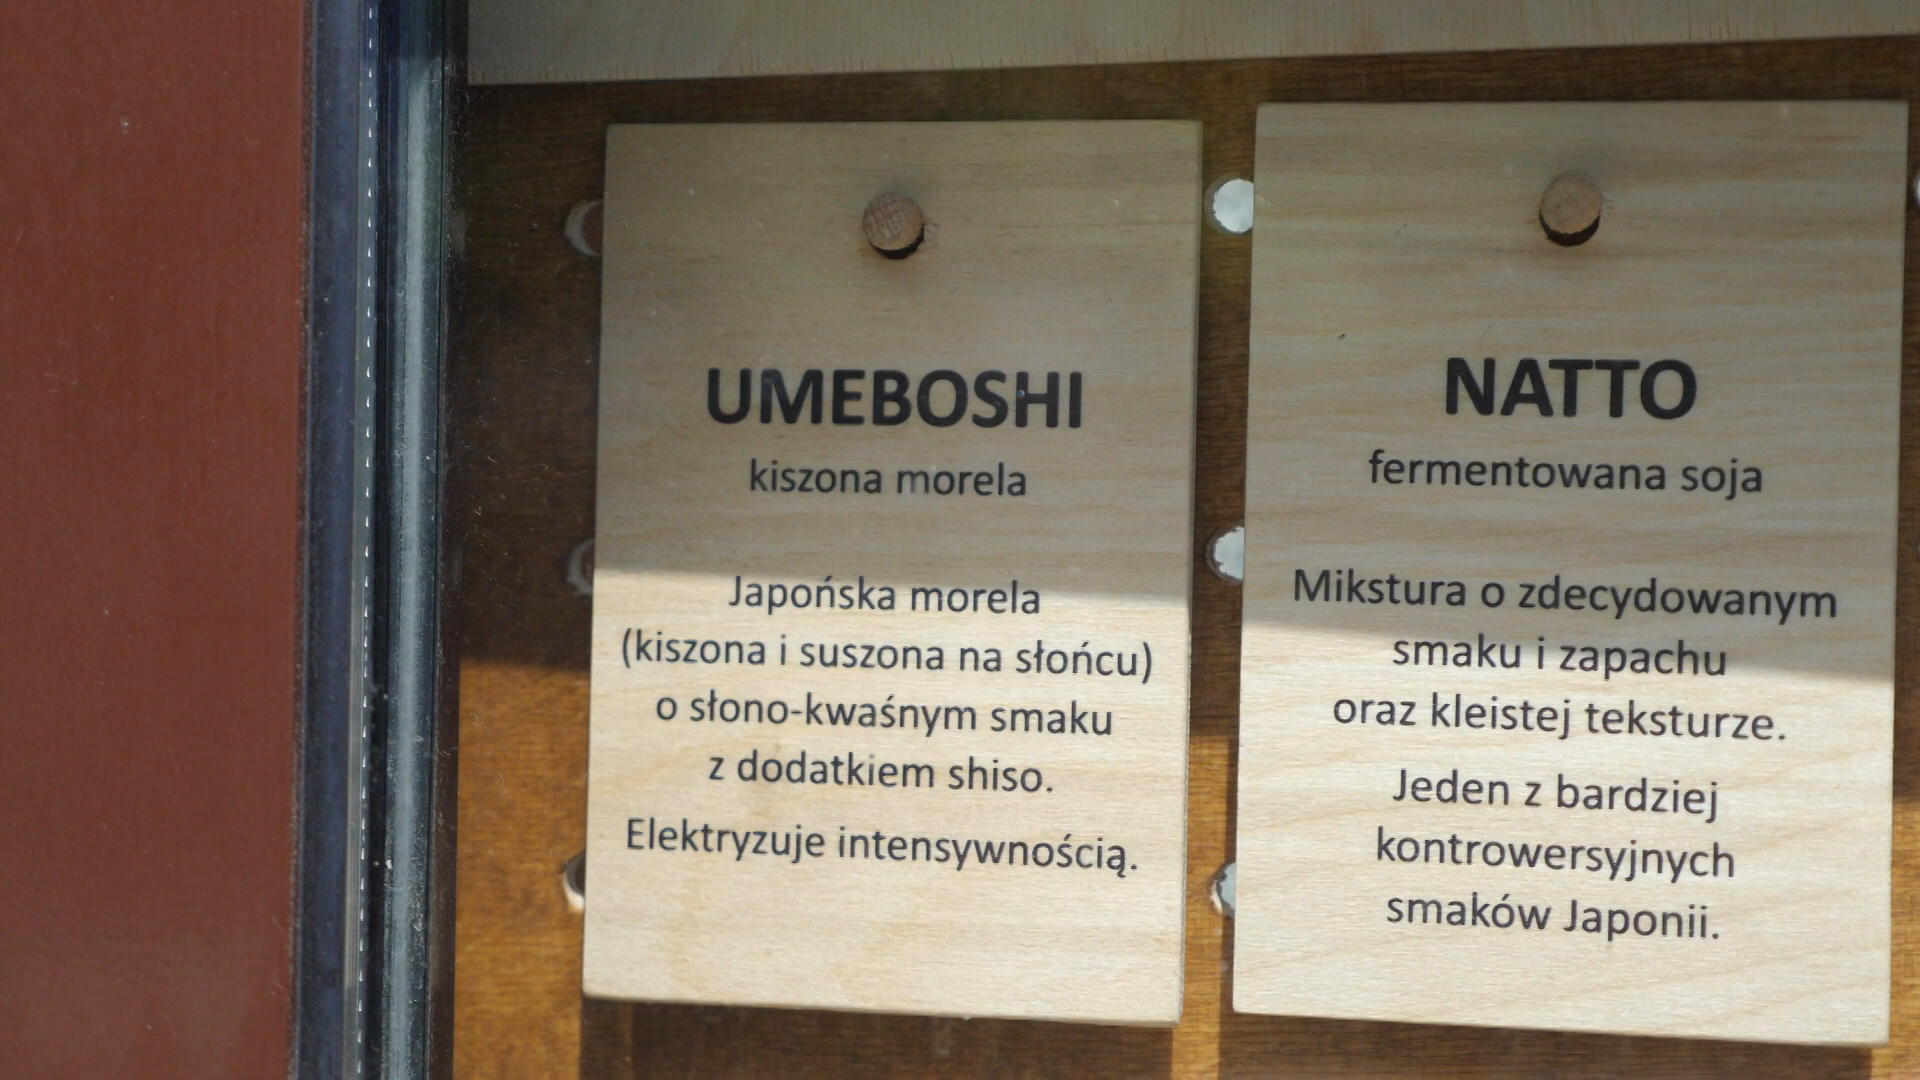 UMEBOSHI
kiszona morela
Japońska morela
(kiszona i suszona na słońcu)
o słono-kwaśnym smaku
z dodatkiem shiso.
Elektryzuje intensywnością.
NATTO
fermentowana soja
Mikstura o zdecydowanym
smaku i zapachu
oraz kleistej teksturze.
Jeden z bardziej
kontrowersyjnych
smaków Japonii.